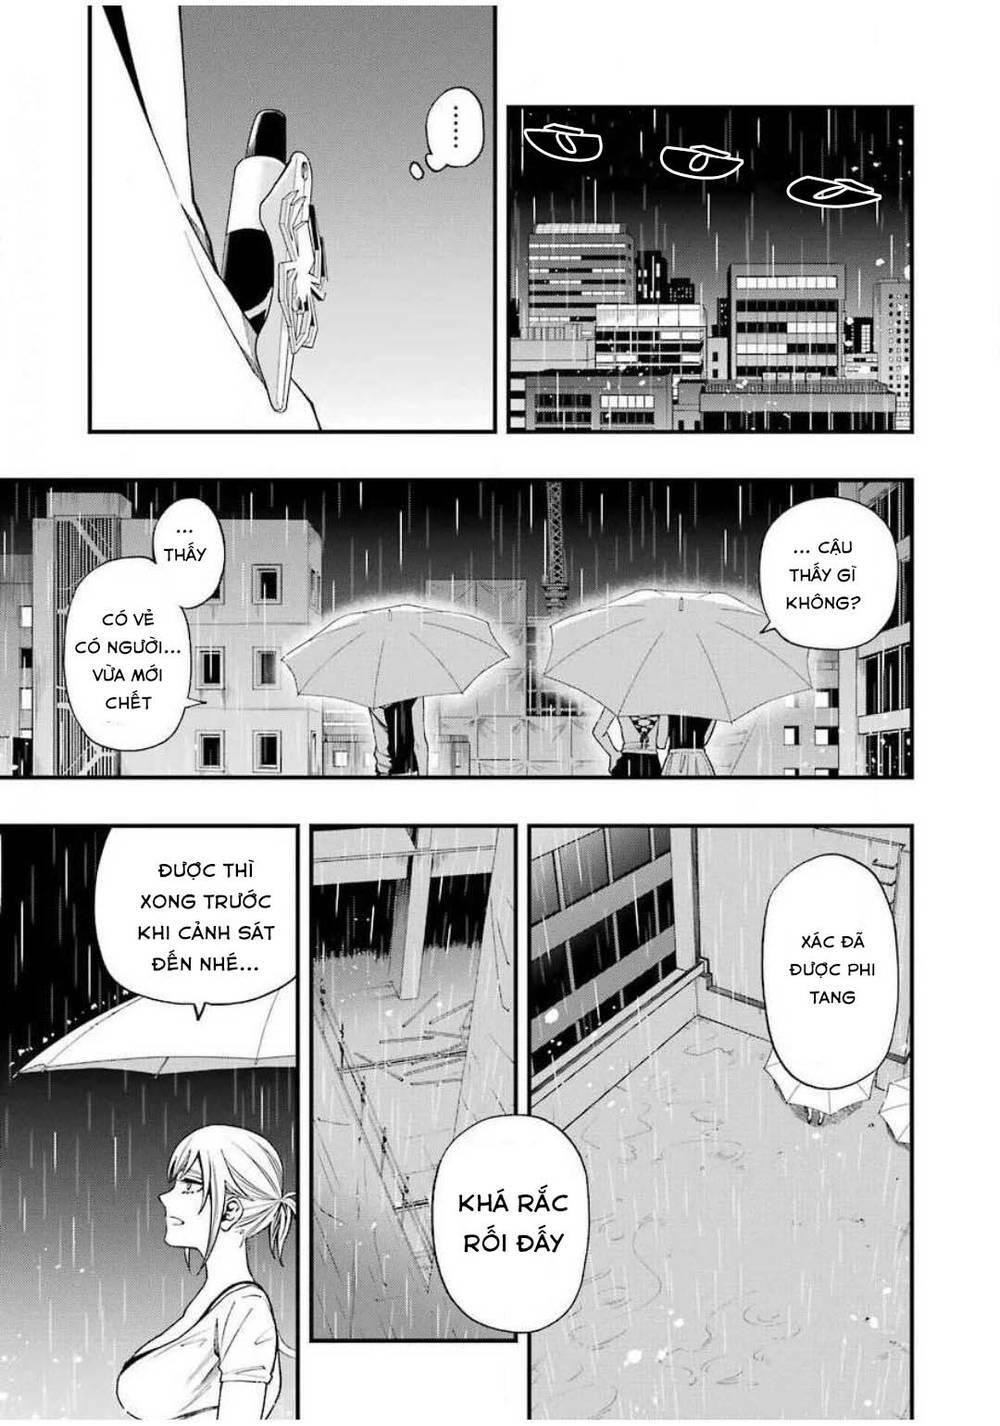 ........
... CẬU
THẤY GÌ
KHÔNG?
...
THẤY
CÓ VẺ
CÓ NGƯỜI...
VỪA MỚI
CHẾT
XÁC ĐÃ
ĐƯỢC PHI
TANG
KHÁ RẮC
RỐI ĐẤY
ĐƯỢC THÌ
XONG TRƯỚC
KHI CẢNH SÁT
ĐẾN NHÉ...